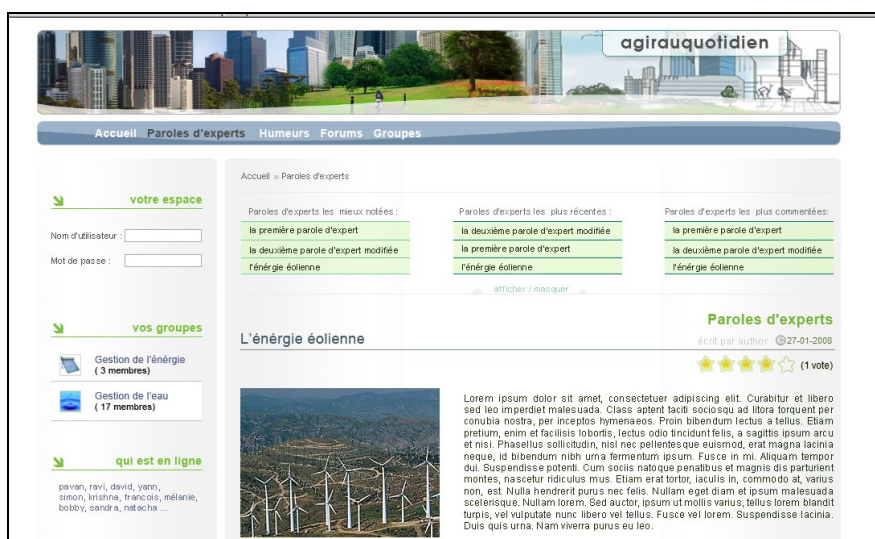 agirauquotidien
Accueil Paroles d'experts Humeurs Forums Groupes
votre espace
Nom d'utilisateur :
Mot de passe :
vos groupes
Gestion de l'énergie
( 3 membres)
Gestion de l'eau
( 17 membres)
qui est en ligne
pavan, ravi, david, yann,
simon, krishna, francois, mélanie,
bobby, sandra, natacha ...
Accueil » Paroles d'experts
Paroles d'experts les mieux notées :
la première parole d'expert
la deuxième parole d'expert modifiée
l'énérgie éolienne
Paroles d'experts les plus récentes :
la deuxième parole d'expert modifiée
la première parole d'expert
l'énérgie éolienne
Paroles d'experts les plus commentées:
la première parole d'expert
la deuxième parole d'expert modifiée
l'énérgie éolienne
afficher / masquer
Paroles d'experts
L'énérgie éolienne
écrit par author 27-01-2008
(1 vote)
Lorem ipsum dolor sit amet, consectetuer adipiscing elit. Curabitur et libero
sed leo imperdiet malesuada. Class aptent taciti sociosqu ad litora torquent per
conubia nostra, per inceptos hymenaeos. Proin bibendum lectus a tellus. Etiam
pretium, enim et facilisis lobortis, lectus odio tincidunt felis, a sagittis ipsum arcu
et nisi. Phasellus sollicitudin, nisl nec pellentesque euismod, erat magna lacinia
neque, id bibendum nibh urna fermentum ipsum. Fusce in mi. Aliquam tempor
dui. Suspendisse potenti. Cum sociis natoque penatibus et magnis dis parturient
montes, nascetur ridiculus mus. Etiam erat tortor, iaculis in, commodo at, varius
non, est. Nulla hendrerit purus nec felis. Nullam eget diam et ipsum malesuada
scelerisque. Nullam lorem. Sed auctor, ipsum ut mollis varius, tellus lorem blandit
turpis, vel vulputate nunc libero vel tellus. Fusce vel lorem. Suspendisse lacinia.
Duis quis urna. Nam viverra purus eu leo.